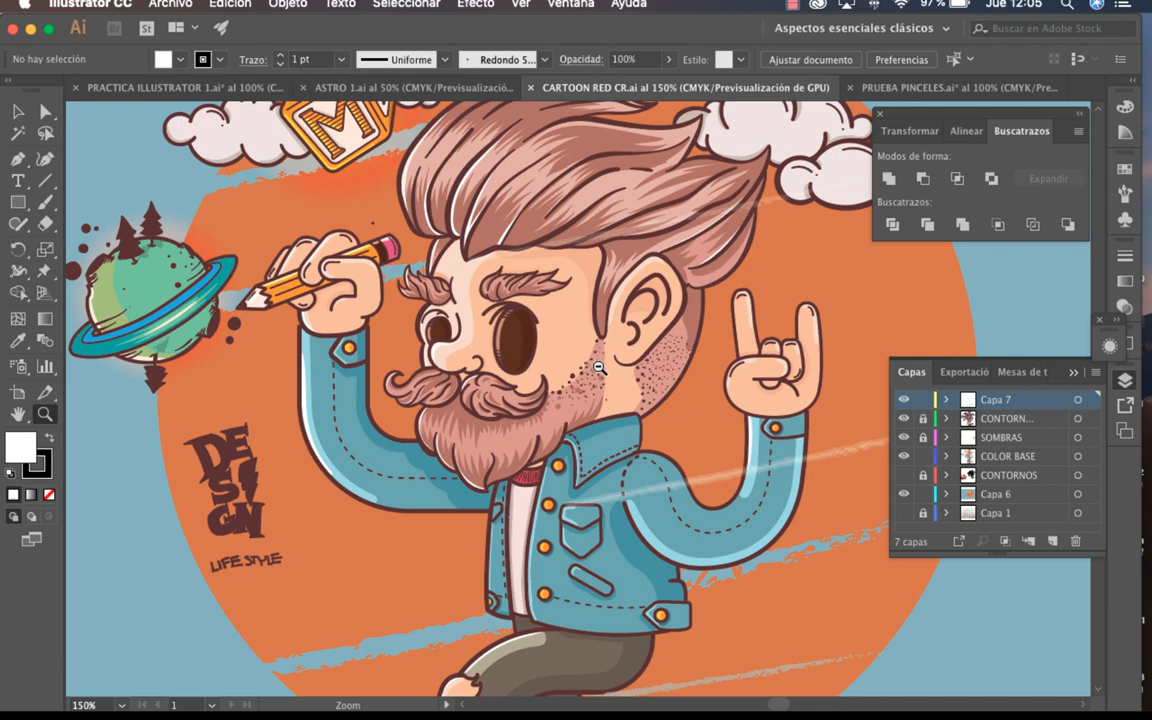 Illustrator CC Archivo Edición Objeto Texto Seleccionar Efecto Ver Ventana Ayuda 97% Jue 12:05
Ai Br St Aspectos esenciales clásicos Buscar en Adobe Stock
No hay selección Trazo: 1 pt Uniforme Redondo 5... Opacidad: 100% Estilo: Ajustar documento Preferencias
× PRACTICA ILLUSTRATOR 1.ai* al 100% (C... × ASTRO 1.ai al 50% (CMYK/Previsualizació... × CARTOON RED CR.ai al 150% (CMYK/Previsualización de GPU) × PRUEBA PINCELES.ai* al 100% (CMYK/Pre...
Transformar Alinear Buscatrazos
Modos de forma:
Expandir
Buscatrazos:
M
DE
SI
GN
LIFE STYLE
Capas Exportació Mesas de t
Capa 7
CONTORN...
SOMBRAS
COLOR BASE
CONTORNOS
Capa 6
Capa 1
7 capas
150% 1 Zoom